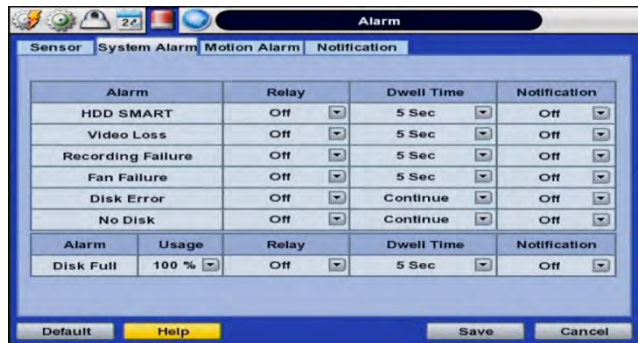 Alarm
Sensor System Alarm Motion Alarm Notification
Alarm Relay Dwell Time Notification
HDD SMART Off 5 Sec Off
Video Loss Off 5 Sec Off
Recording Failure Off 5 Sec Off
Fan Failure Off 5 Sec Off
Disk Error Off Continue Off
No Disk Off Continue Off
Alarm Usage Relay Dwell Time Notification
Disk Full 100 % Off 5 Sec Off
Default Help Save Cancel